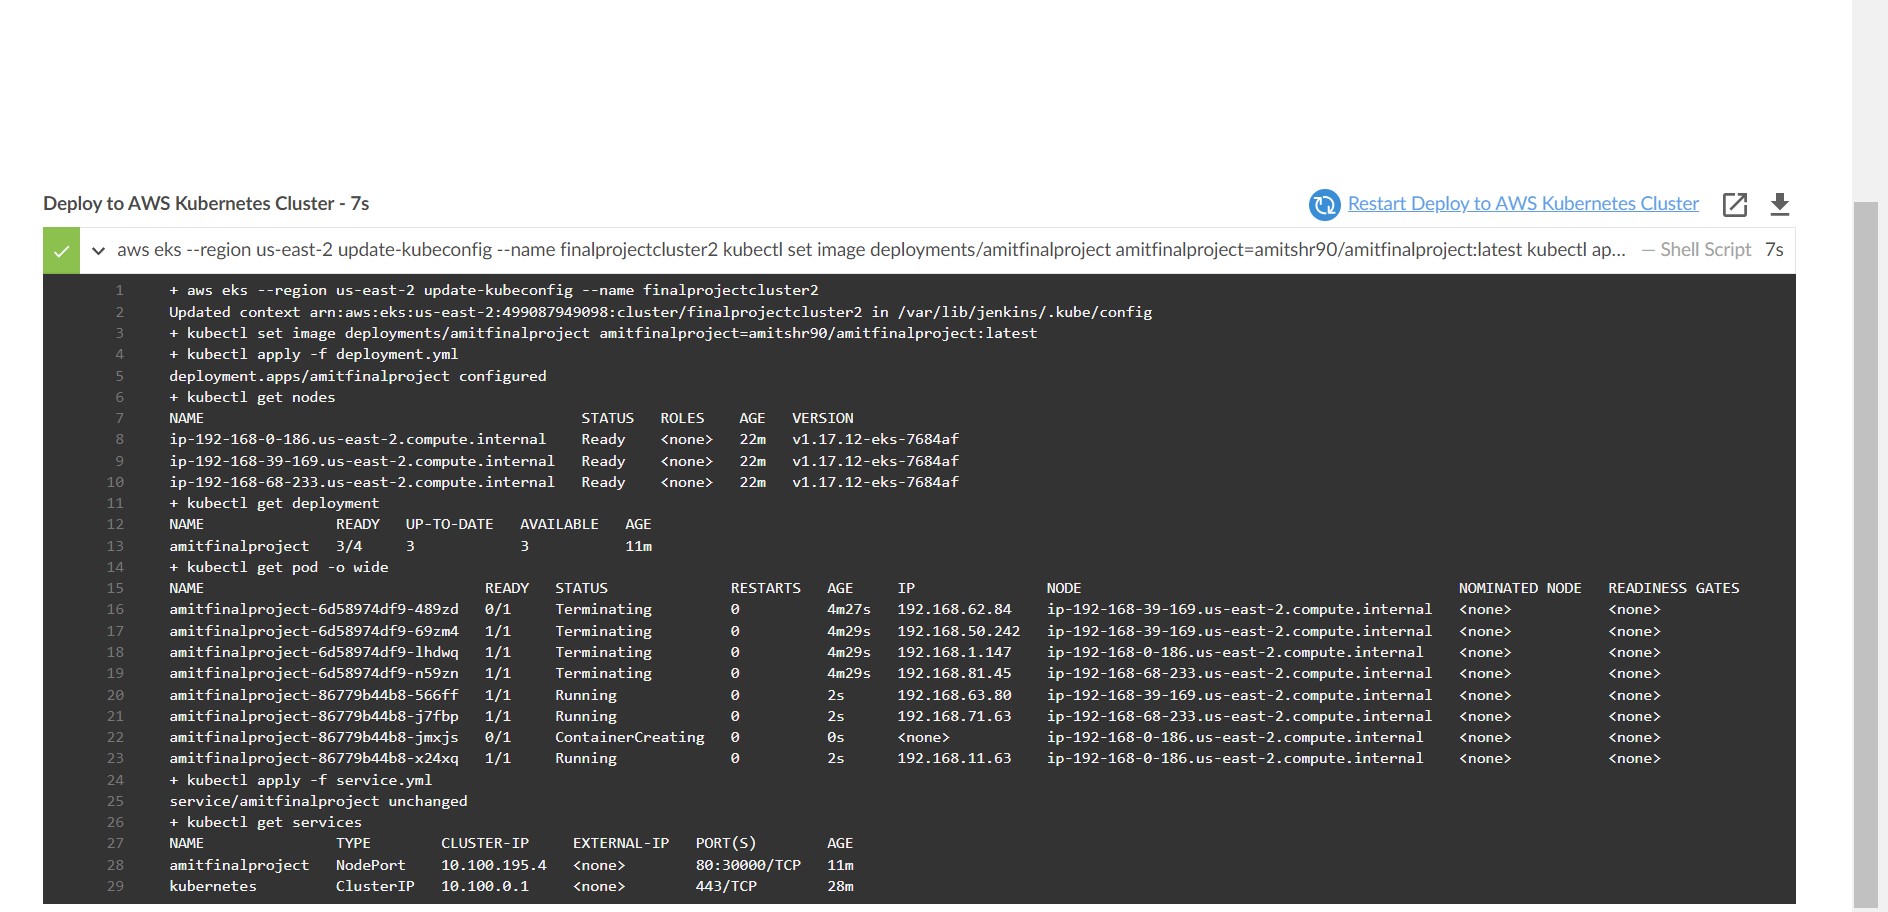 Deploy to AWS Kubernetes Cluster - 7s
Restart Deploy to AWS Kubernetes Cluster
aws eks --region us-east-2 update-kubeconfig --name finalprojectcluster2 kubectl set image deployments/amitfinalproject amitfinalproject=amitshr90/amitfinalproject:latest kubectl ap... — Shell Script 7s
1 + aws eks --region us-east-2 update-kubeconfig --name finalprojectcluster2
2 Updated context arn:aws:eks:us-east-2:499087949098:cluster/finalprojectcluster2 in /var/lib/jenkins/.kube/config
3 + kubectl set image deployments/amitfinalproject amitfinalproject=amitshr90/amitfinalproject:latest
4 + kubectl apply -f deployment.yml
5 deployment.apps/amitfinalproject configured
6 + kubectl get nodes
7 NAME STATUS ROLES AGE VERSION
8 ip-192-168-0-186.us-east-2.compute.internal Ready <none> 22m v1.17.12-eks-7684af
9 ip-192-168-39-169.us-east-2.compute.internal Ready <none> 22m v1.17.12-eks-7684af
10 ip-192-168-68-233.us-east-2.compute.internal Ready <none> 22m v1.17.12-eks-7684af
11 + kubectl get deployment
12 NAME READY UP-TO-DATE AVAILABLE AGE
13 amitfinalproject 3/4 3 3 11m
14 + kubectl get pod -o wide
15 NAME READY STATUS RESTARTS AGE IP NODE NOMINATED NODE READINESS GATES
16 amitfinalproject-6d58974df9-489zd 0/1 Terminating 0 4m27s 192.168.62.84 ip-192-168-39-169.us-east-2.compute.internal <none> <none>
17 amitfinalproject-6d58974df9-69zm4 1/1 Terminating 0 4m29s 192.168.50.242 ip-192-168-39-169.us-east-2.compute.internal <none> <none>
18 amitfinalproject-6d58974df9-lhdwq 1/1 Terminating 0 4m29s 192.168.1.147 ip-192-168-0-186.us-east-2.compute.internal <none> <none>
19 amitfinalproject-6d58974df9-n59zn 1/1 Terminating 0 4m29s 192.168.81.45 ip-192-168-68-233.us-east-2.compute.internal <none> <none>
20 amitfinalproject-86779b44b8-566ff 1/1 Running 0 2s 192.168.63.80 ip-192-168-39-169.us-east-2.compute.internal <none> <none>
21 amitfinalproject-86779b44b8-j7fbp 1/1 Running 0 2s 192.168.71.63 ip-192-168-68-233.us-east-2.compute.internal <none> <none>
22 amitfinalproject-86779b44b8-jmxjs 0/1 ContainerCreating 0 0s <none> ip-192-168-0-186.us-east-2.compute.internal <none> <none>
23 amitfinalproject-86779b44b8-x24xq 1/1 Running 0 2s 192.168.11.63 ip-192-168-0-186.us-east-2.compute.internal <none> <none>
24 + kubectl apply -f service.yml
25 service/amitfinalproject unchanged
26 + kubectl get services
27 NAME TYPE CLUSTER-IP EXTERNAL-IP PORT(S) AGE
28 amitfinalproject NodePort 10.100.195.4 <none> 80:30000/TCP 11m
29 kubernetes ClusterIP 10.100.0.1 <none> 443/TCP 28m